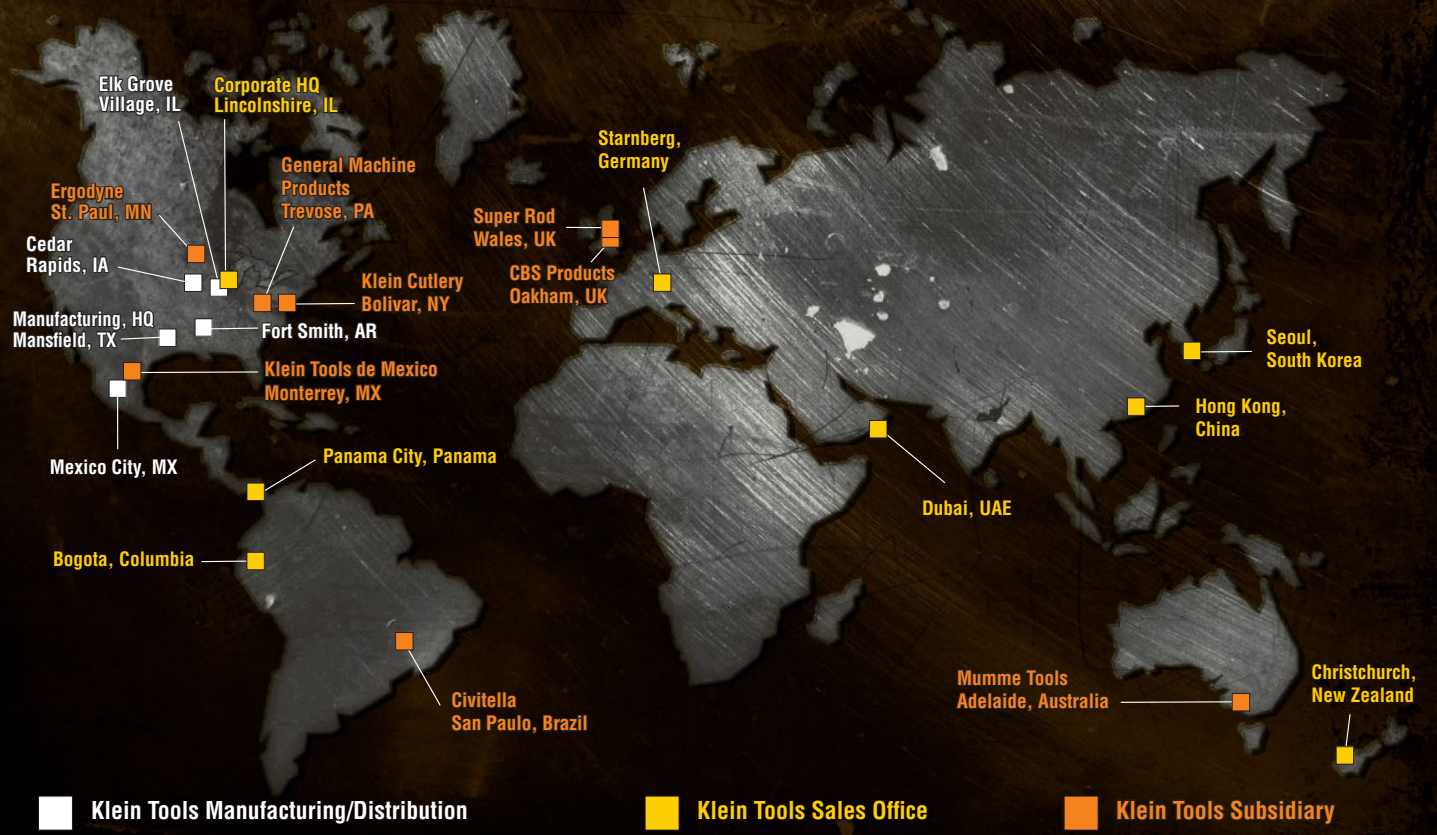 Elk Grove
Village, IL
Corporate HQ
Lincolnshire, IL
General Machine
Products
Trevose, PA
Ergodyne
St. Paul, MN
Cedar
Rapids, IA
Klein Cutlery
Bolivar, NY
Manufacturing, HQ
Mansfield, TX
Fort Smith, AR
Klein Tools de Mexico
Monterrey, MX
Mexico City, MX
Panama City, Panama
Bogota, Columbia
Civitella
San Paulo, Brazil
Starnberg,
Germany
Super Rod
Wales, UK
CBS Products
Oakham, UK
Seoul,
South Korea
Hong Kong,
China
Dubai, UAE
Mumme Tools
Adelaide, Australia
Christchurch,
New Zealand
Klein Tools Manufacturing/Distribution
Klein Tools Sales Office
Klein Tools Subsidiary